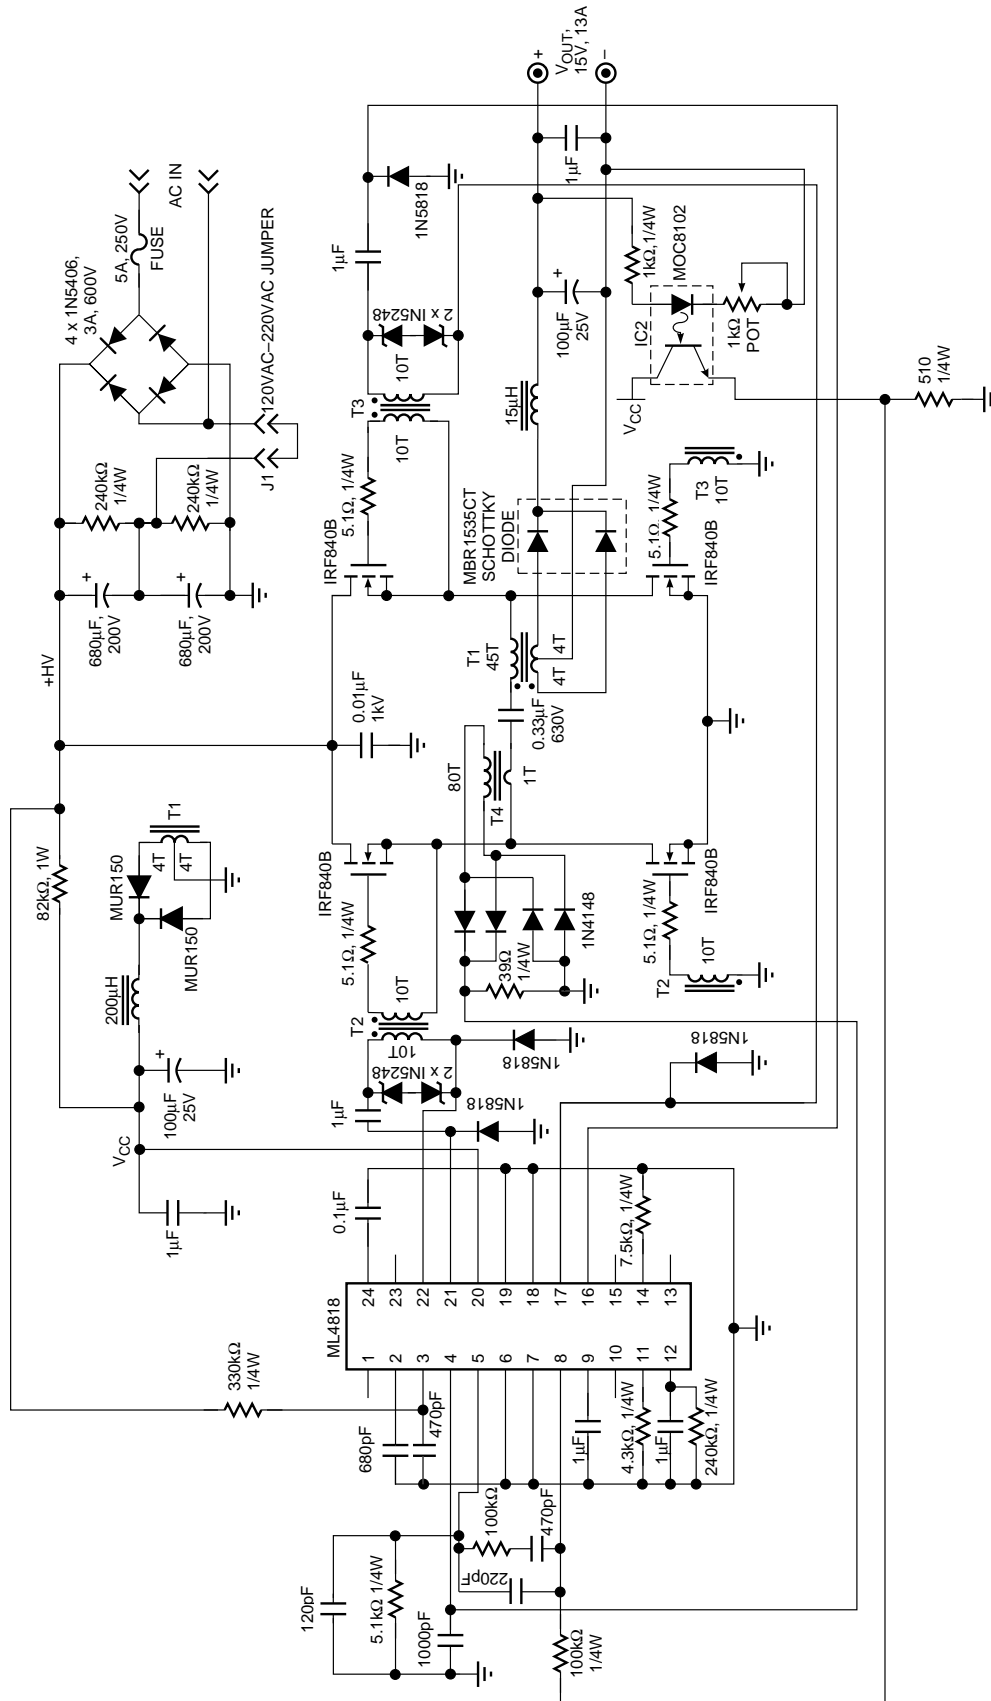 4 x 1N5406,
3A, 600V
5A, 250V
FUSE
AC IN
120VAC–220VAC JUMPER
J1
240kΩ
1/4W
240kΩ
1/4W
680µF,
200V
680µF,
200V
+HV
82kΩ, 1W
MUR150
MUR150
T1
4T
4T
200µH
100µF
25V
VCC
1µF
330kΩ
1/4W
0.01µF
1kV
IRF840B
5.1Ω, 1/4W
T3
10T
10T
2 x IN5248
1µF
1N5818
VOUT,
15V, 13A
+
–
1µF
100µF
25V
+
15µH
1kΩ,1/4W
MOC8102
IC2
1kΩ
POT
VCC
510
1/4W
MBR1535CT
SCHOTTKY
DIODE
T1
45T
4T
4T
0.33µF
630V
80T
T4
1T
IRF840B
5.1Ω, 1/4W
T3
10T
IRF840B
5.1Ω, 1/4W
T2
10T
10T
2 x IN5248
1µF
1N5818
1N5818
1N5818
39Ω
1/4W
1N4148
IRF840B
5.1Ω, 1/4W
10T
T2
0.1µF
7.5kΩ, 1/4W
ML4818
1
2
3
4
5
6
7
8
9
10
11
12
24
23
22
21
20
19
18
17
16
15
14
13
680pF
470pF
1µF
4.3kΩ, 1/4W
1µF
240kΩ, 1/4W
120pF
5.1kΩ 1/4W
1000pF
220pF
100kΩ
470pF
100kΩ
1/4W